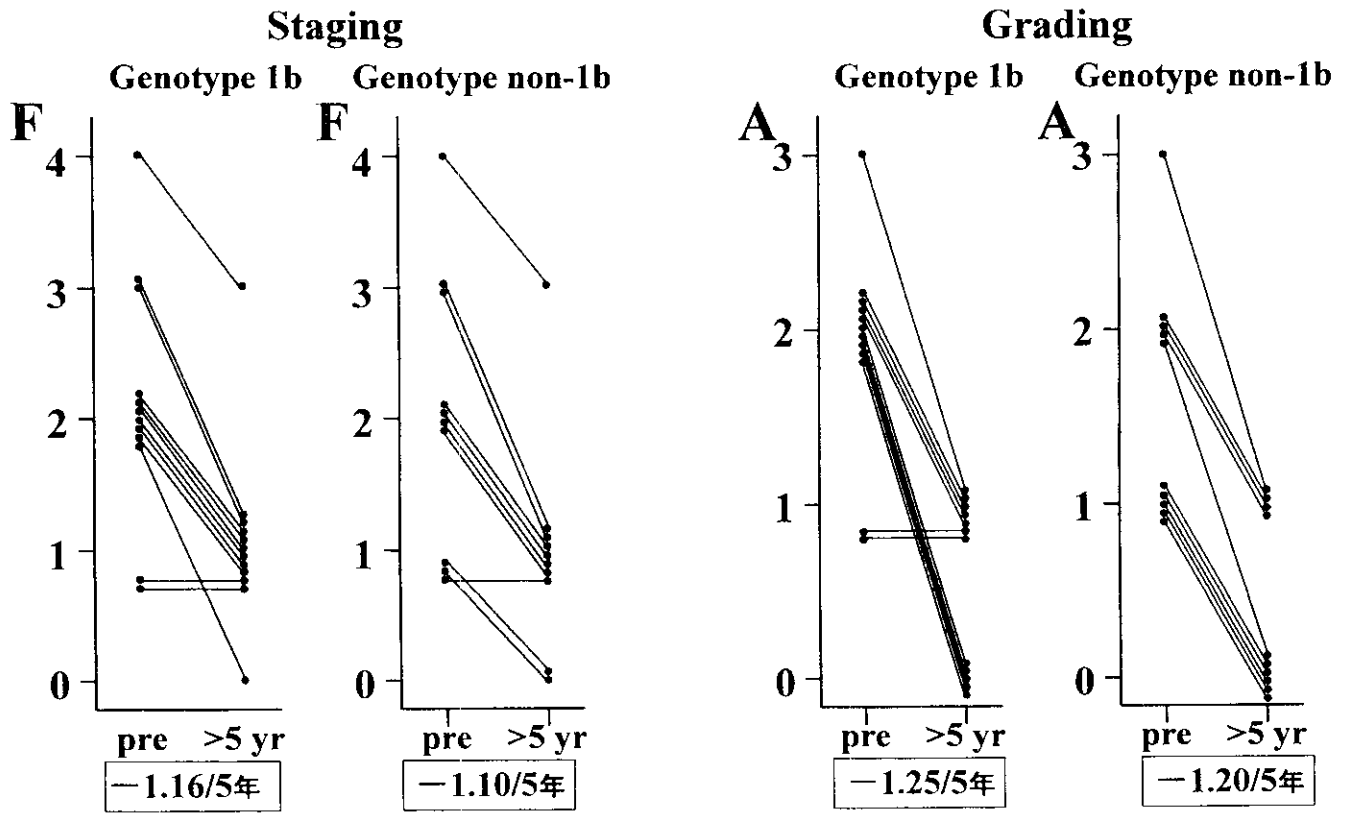 Staging
Grading
Genotype 1b
Genotype non-1b
Genotype 1b
Genotype non-1b
F
4
3
2
1
0
pre >5 yr
−1.16/5年
F
4
3
2
1
0
pre >5 yr
−1.10/5年
A
3
2
1
0
pre >5 yr
−1.25/5年
A
3
2
1
0
pre >5 yr
−1.20/5年